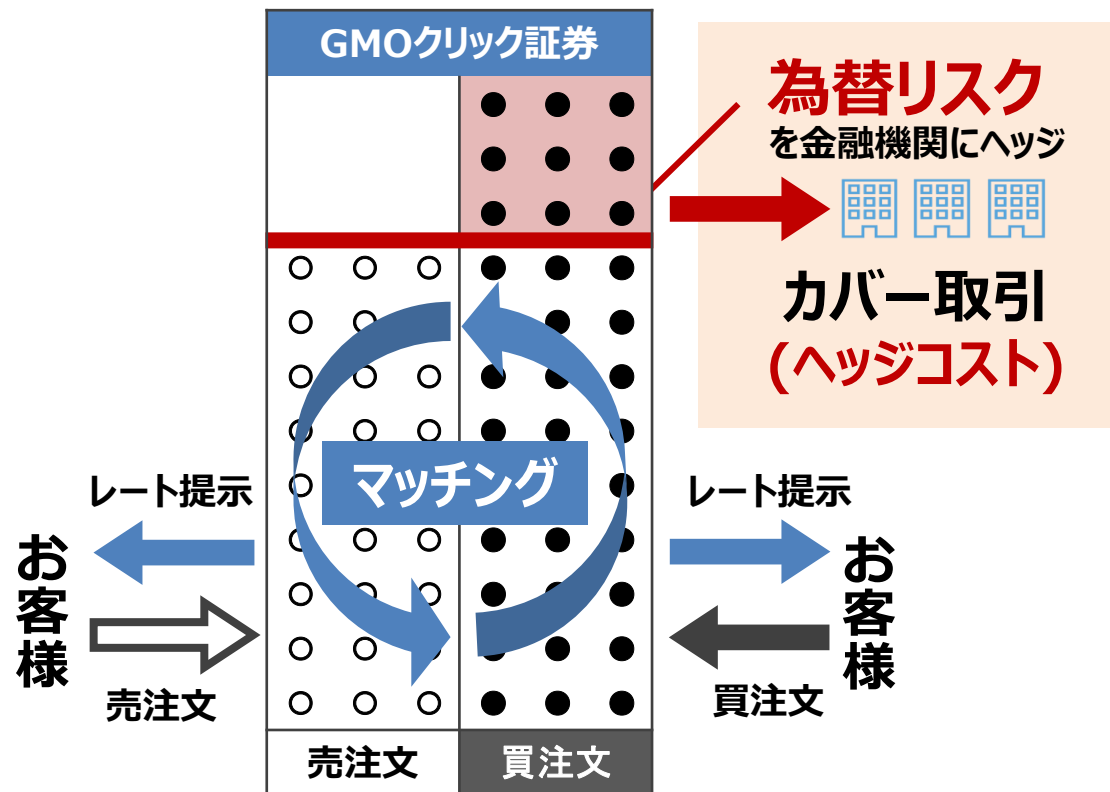 GMOクリック証券
為替リスク
を金融機関にヘッジ
カバー取引
(ヘッジコスト)
マッチング
レート提示
お客様
売注文
レート提示
お客様
買注文
売注文
買注文